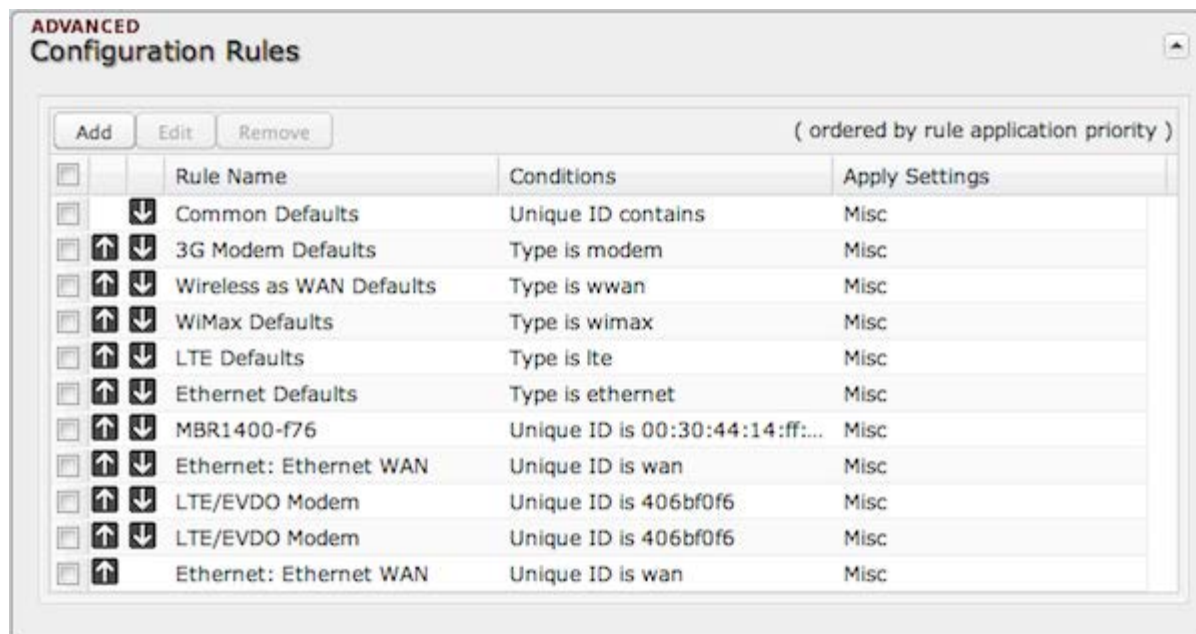 ADVANCED
Configuration Rules
Add Edit Remove ( ordered by rule application priority )
Rule Name Conditions Apply Settings
Common Defaults Unique ID contains Misc
3G Modem Defaults Type is modem Misc
Wireless as WAN Defaults Type is wwan Misc
WiMax Defaults Type is wimax Misc
LTE Defaults Type is lte Misc
Ethernet Defaults Type is ethernet Misc
MBR1400-f76 Unique ID is 00:30:44:14:ff:... Misc
Ethernet: Ethernet WAN Unique ID is wan Misc
LTE/EVDO Modem Unique ID is 406bf0f6 Misc
LTE/EVDO Modem Unique ID is 406bf0f6 Misc
Ethernet: Ethernet WAN Unique ID is wan Misc